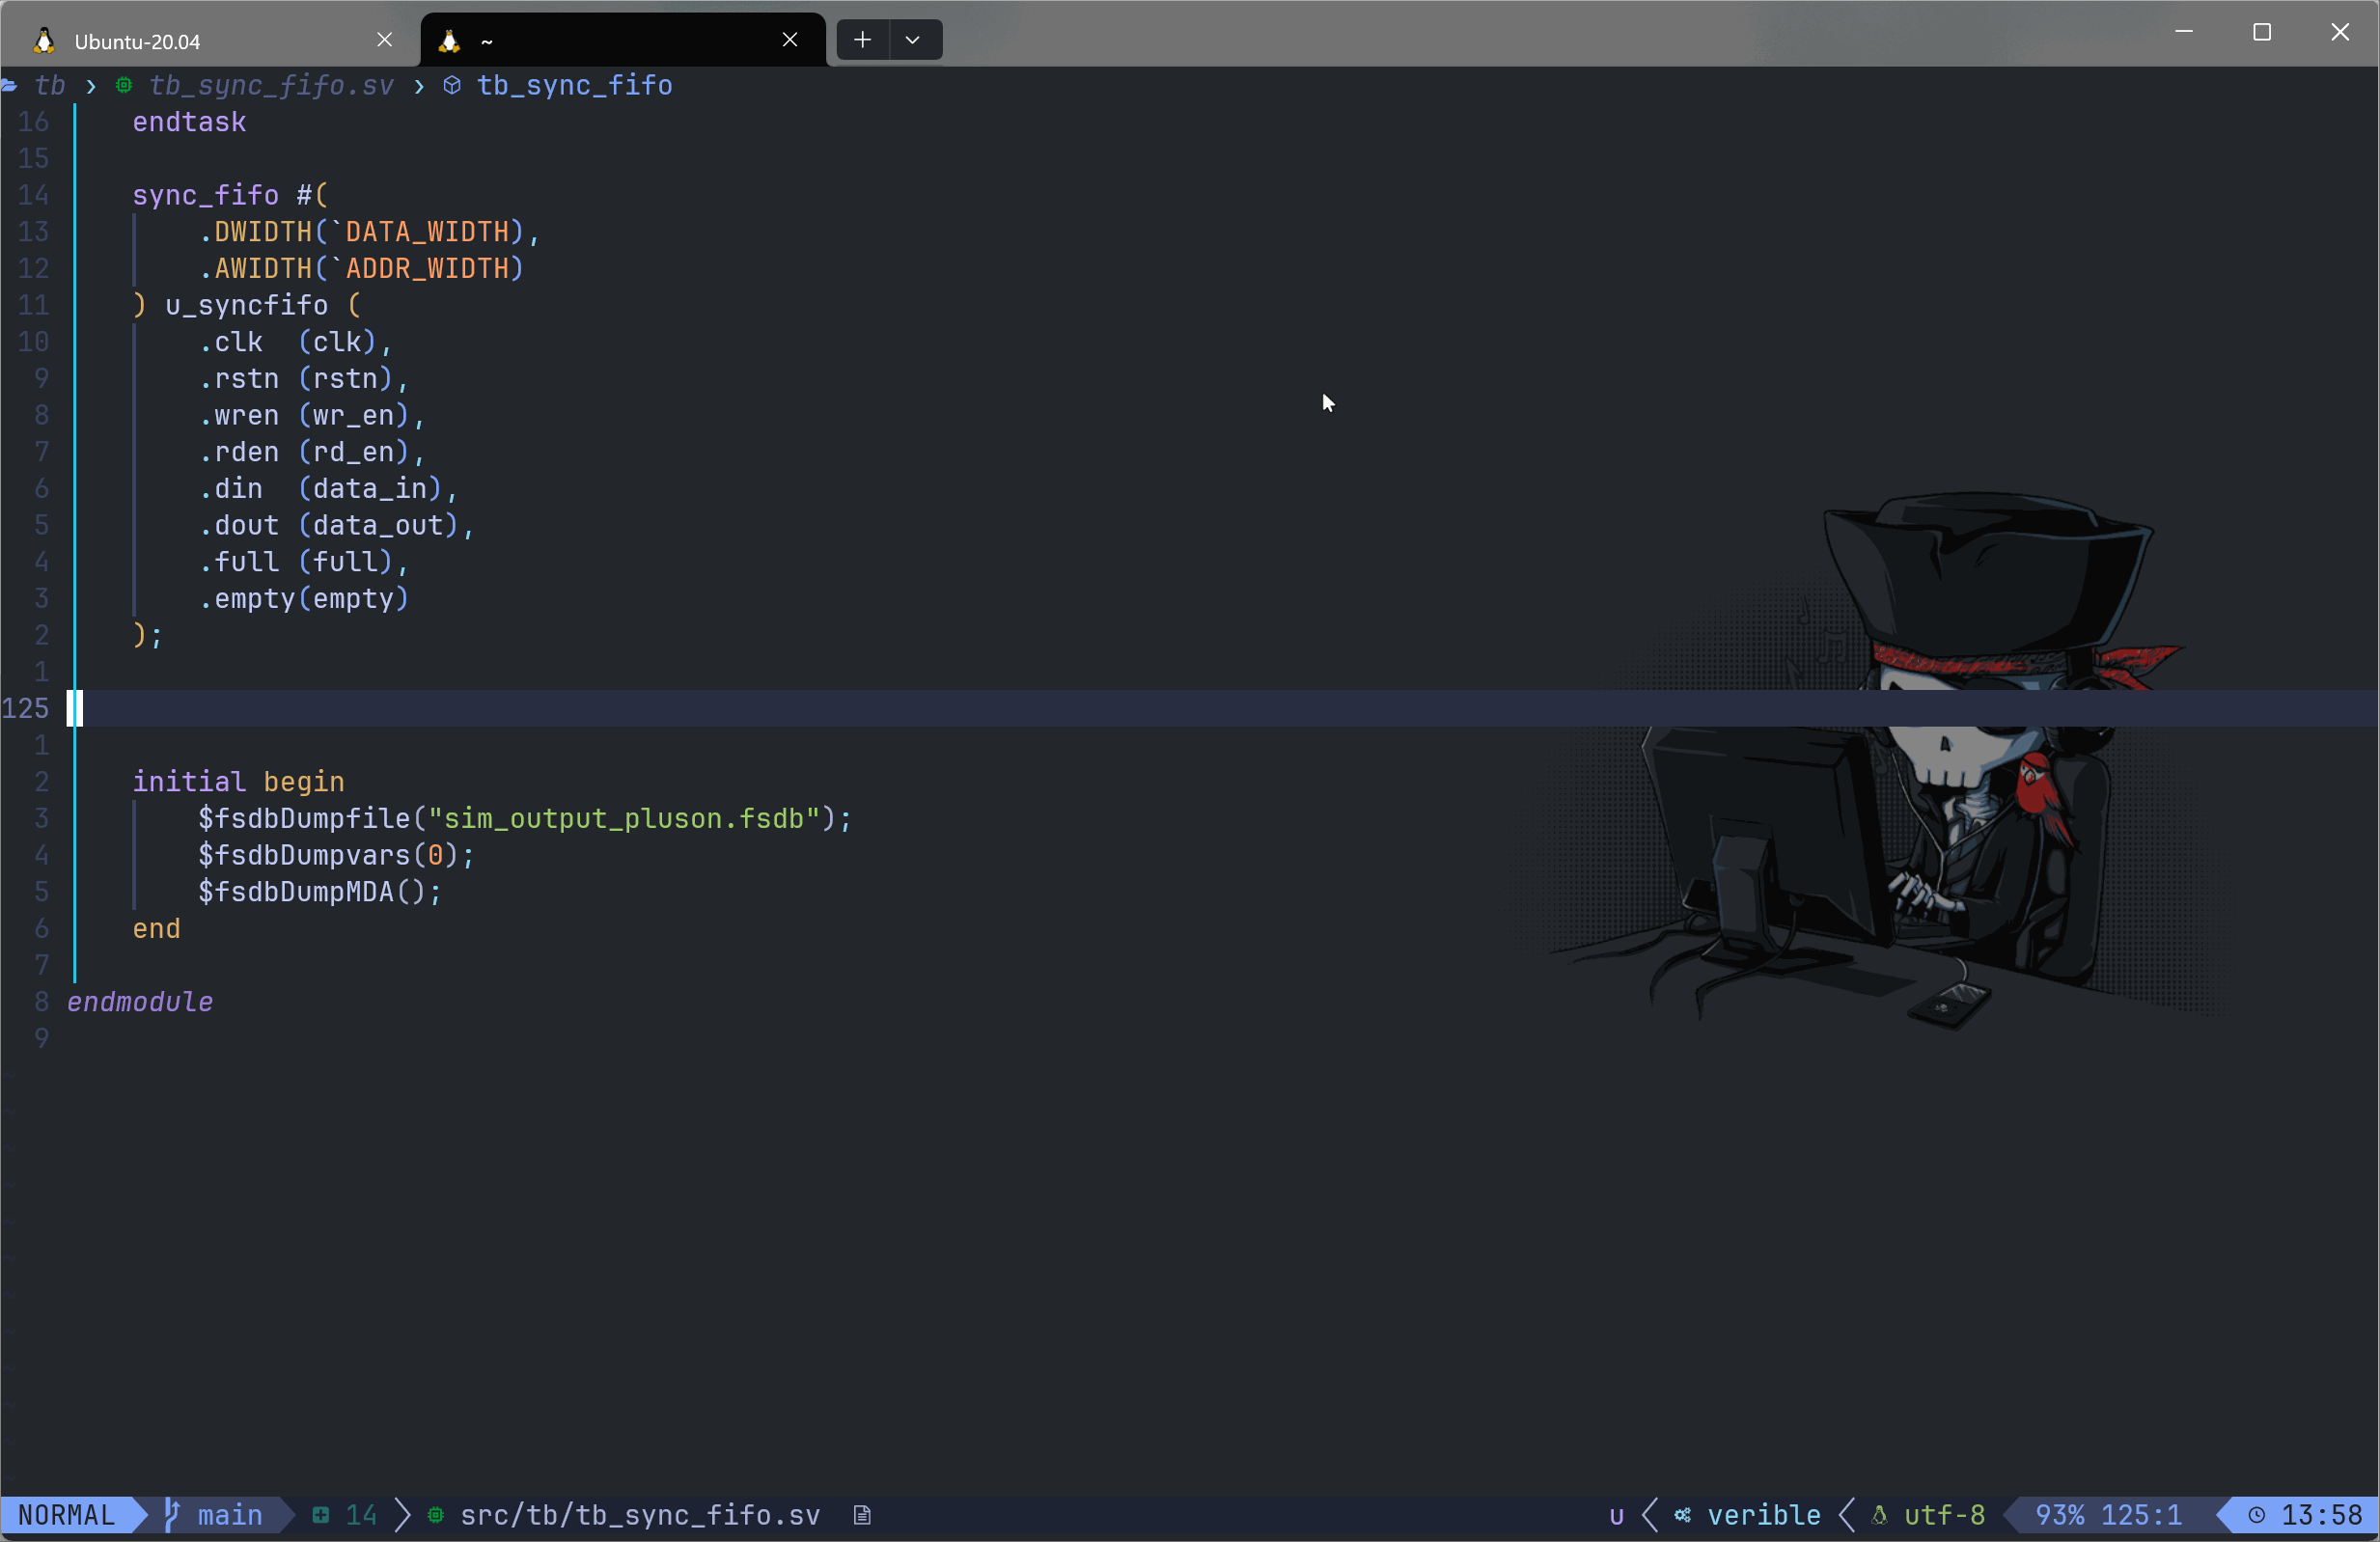 Ubuntu-20.04
~
tb › tb_sync_fifo.sv › tb_sync_fifo
16 endtask
15
14 sync_fifo #(
13 .DWIDTH(`DATA_WIDTH),
12 .AWIDTH(`ADDR_WIDTH)
11 ) u_syncfifo (
10 .clk  (clk),
9 .rstn (rstn),
8 .wren (wr_en),
7 .rden (rd_en),
6 .din  (data_in),
5 .dout (data_out),
4 .full (full),
3 .empty(empty)
2 );
1
125
1
2 initial begin
3 $fsdbDumpfile("sim_output_pluson.fsdb");
4 $fsdbDumpvars(0);
5 $fsdbDumpMDA();
6 end
7
8 endmodule
9
NORMAL main 14 src/tb/tb_sync_fifo.sv u verible utf-8 93% 125:1 13:58